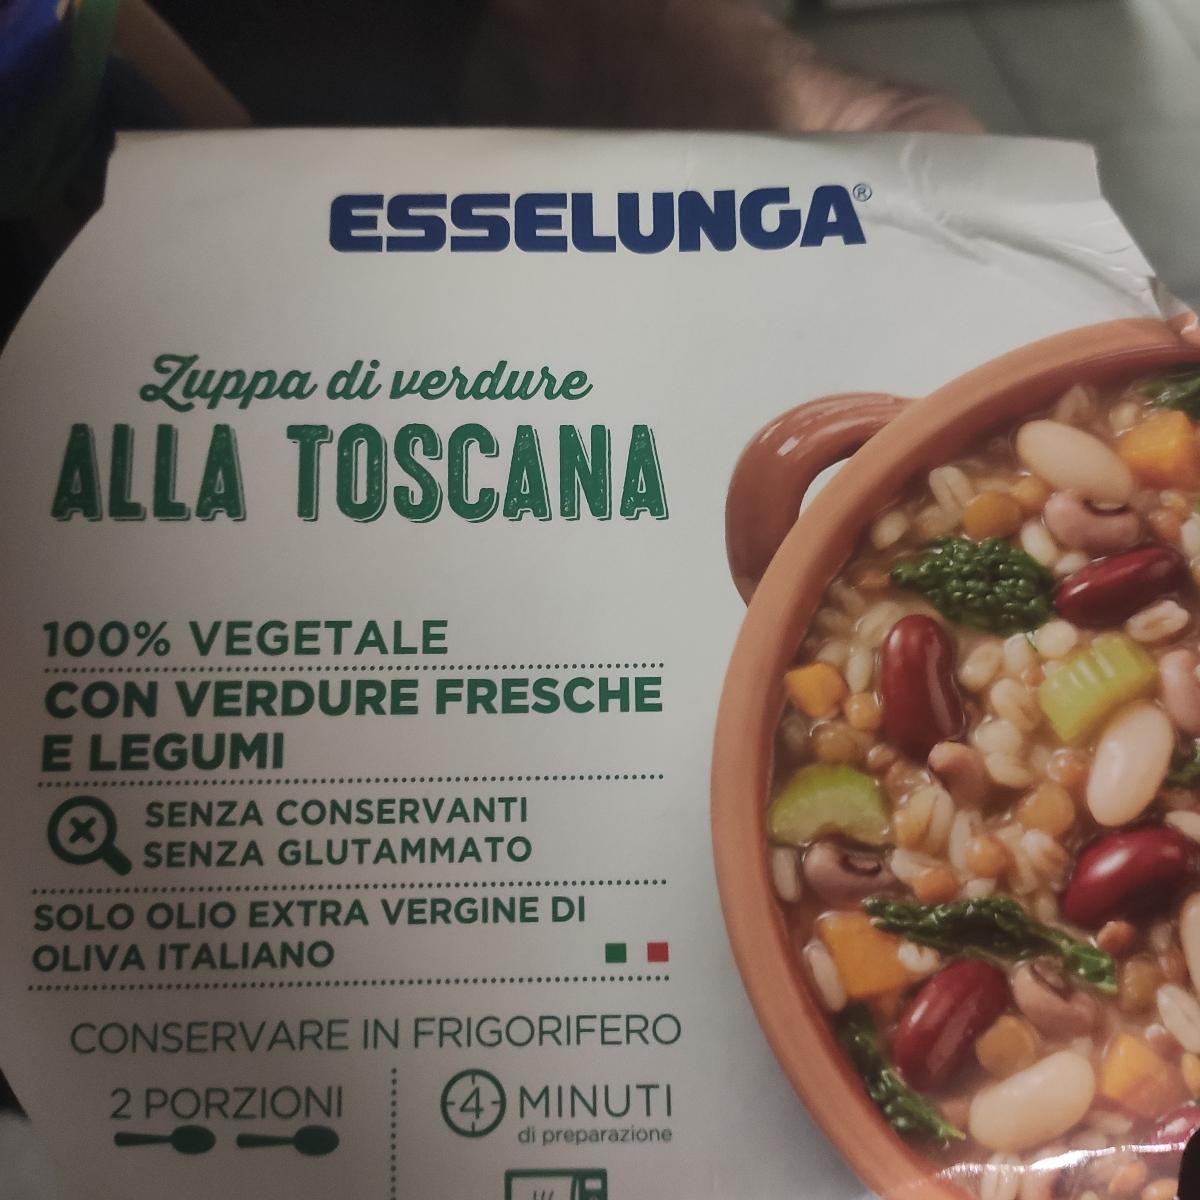 ESSELUNGA®
Zuppa di verdure
ALLA TOSCANA
100% VEGETALE
CON VERDURE FRESCHE
E LEGUMI
SENZA CONSERVANTI
SENZA GLUTAMMATO
SOLO OLIO EXTRA VERGINE DI
OLIVA ITALIANO
CONSERVARE IN FRIGORIFERO
2 PORZIONI
4 MINUTI
di preparazione